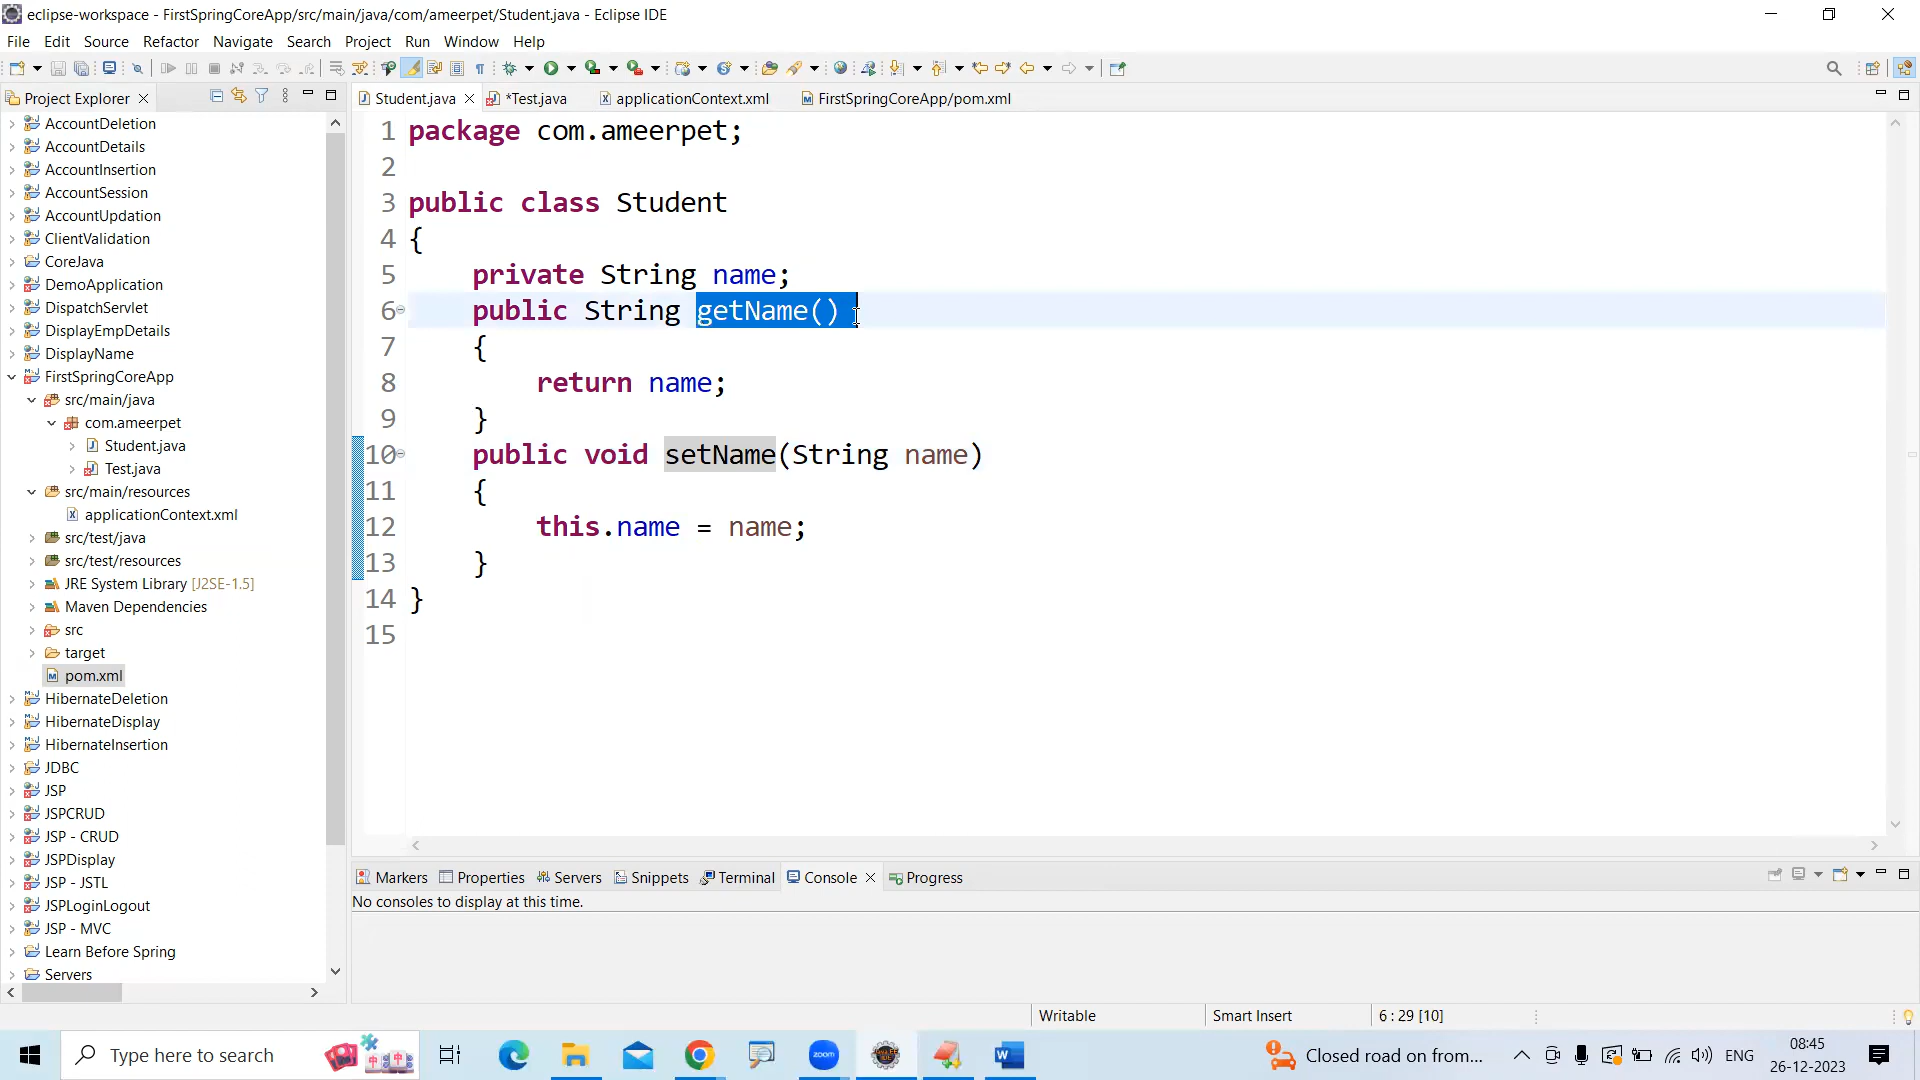 eclipse-workspace - FirstSpringCoreApp/src/main/java/com/ameerpet/Student.java - Eclipse IDE
File Edit Source Refactor Navigate Search Project Run Window Help
Project Explorer
Student.java *Test.java applicationContext.xml FirstSpringCoreApp/pom.xml
AccountDeletion
AccountDetails
AccountInsertion
AccountSession
AccountUpdation
ClientValidation
CoreJava
DemoApplication
DispatchServlet
DisplayEmpDetails
DisplayName
FirstSpringCoreApp
src/main/java
com.ameerpet
Student.java
Test.java
src/main/resources
applicationContext.xml
src/test/java
src/test/resources
JRE System Library [J2SE-1.5]
Maven Dependencies
src
target
pom.xml
HibernateDeletion
HibernateDisplay
HibernateInsertion
JDBC
JSP
JSPCRUD
JSP - CRUD
JSPDisplay
JSP - JSTL
JSPLoginLogout
JSP - MVC
Learn Before Spring
Servers
1 package com.ameerpet;
2
3 public class Student
4 {
5 private String name;
6 public String getName()
7 {
8 return name;
9 }
10 public void setName(String name)
11 {
12 this.name = name;
13 }
14 }
15
Markers Properties Servers Snippets Terminal Console Progress
No consoles to display at this time.
Writable Smart Insert 6 : 29 [10]
Type here to search
zoom
Closed road on from...
ENG
08:45
26-12-2023